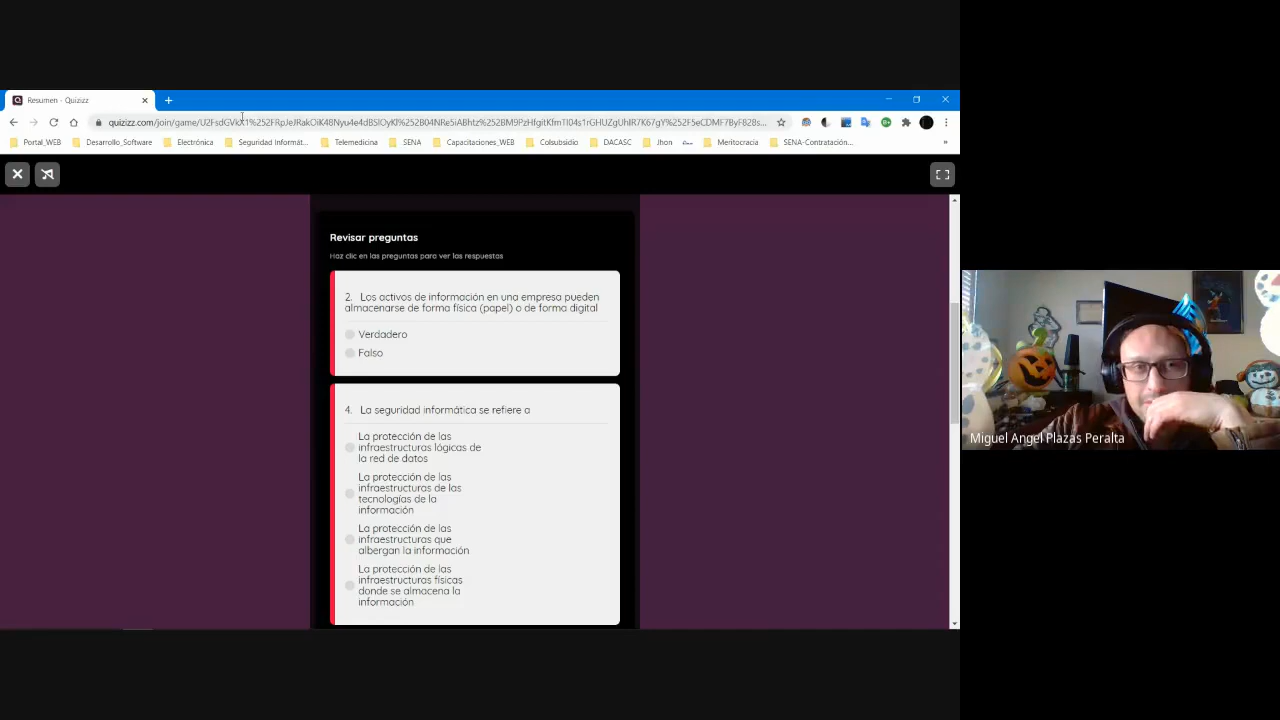 Resumen - Quizizz
Portal_WEB
Desarrollo_Software
Electrónica
Seguridad Informát...
Telemedicina
SENA
Capacitaciones_WEB
Colsubsidio
DACASC
Jhon
Meritocracia
SENA-Contratación...
»
Revisar preguntas
Haz clic en las preguntas para ver las respuestas
2. Los activos de información en una empresa pueden
almacenarse de forma física (papel) o de forma digital
Verdadero
Falso
4. La seguridad informática se refiere a
La protección de las
infraestructuras lógicas de
la red de datos
La protección de las
infraestructuras de las
tecnologías de la
información
La protección de las
infraestructuras que
albergan la información
La protección de las
infraestructuras físicas
donde se almacena la
información
Miguel Angel Plazas Peralta